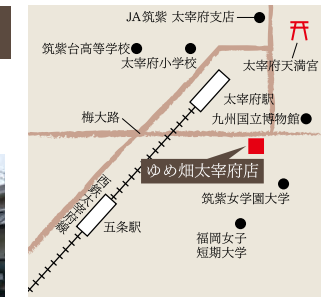 JA筑紫 太宰府支店
筑紫台高等学校
太宰府小学校
太宰府天満宮
太宰府駅
梅大路
九州国立博物館
ゆめ畑太宰府店
西鉄太宰府線
筑紫女学園大学
五条駅
福岡女子
短期大学